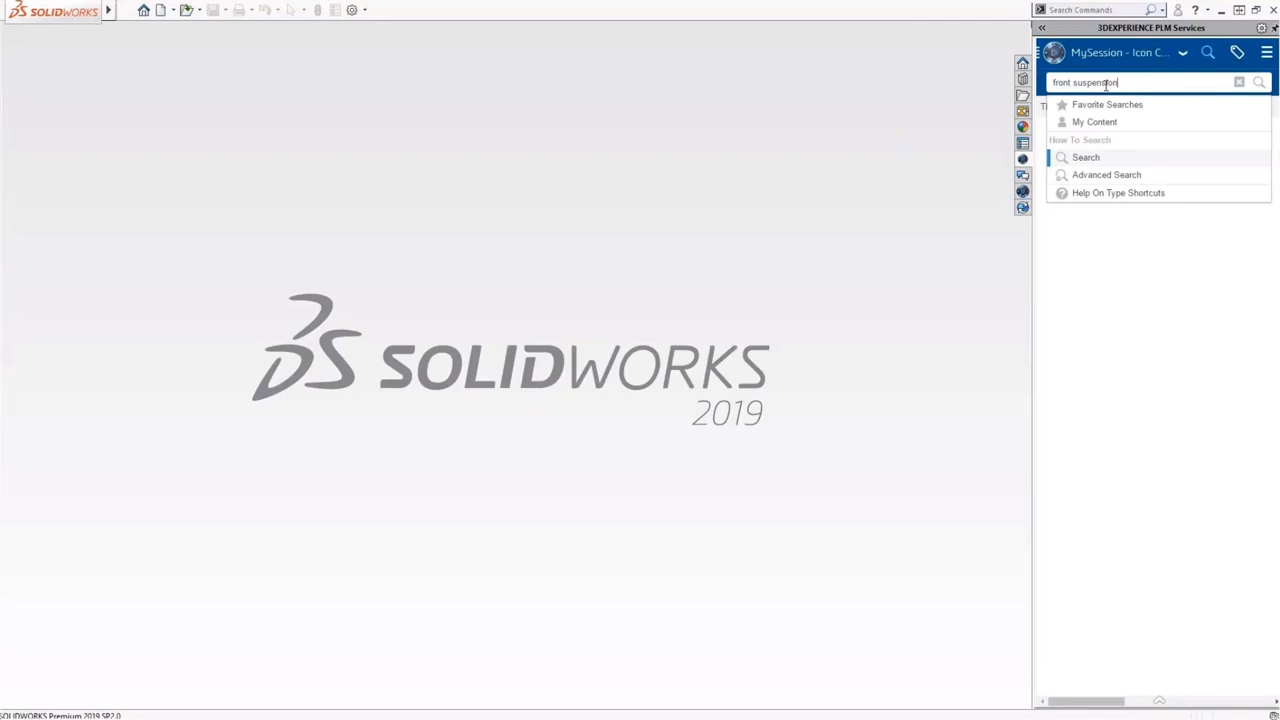 SOLIDWORKS
Search Commands
3DEXPERIENCE PLM Services
MySession - Icon C...
front suspension
Favorite Searches
My Content
How To Search
Search
Advanced Search
Help On Type Shortcuts
SOLIDWORKS
2019
SOLIDWORKS Premium 2019 SP2.0